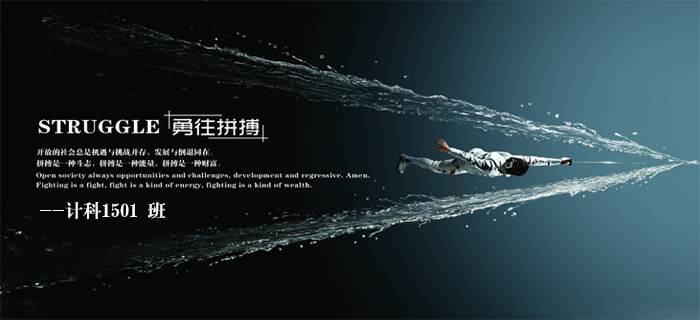 STRUGGLE 勇往拼搏
开放的社会总是机遇与挑战并存，发展与倒退同在。
拼搏是一种斗志，拼搏是一种能量，拼搏是一种财富。
Open society always opportunities and challenges, development and regressive. Amen.
Fighting is a fight, fight is a kind of energy, fighting is a kind of wealth.
--计科1501 班